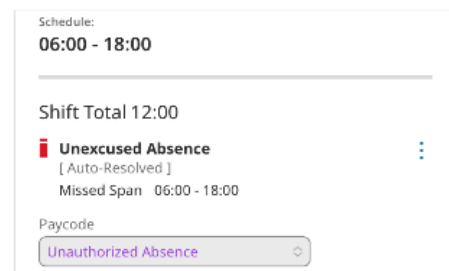 Schedule:
06:00 - 18:00
Shift Total 12:00
Unexcused Absence
[ Auto-Resolved ]
Missed Span 06:00 - 18:00
Paycode
Unauthorized Absence